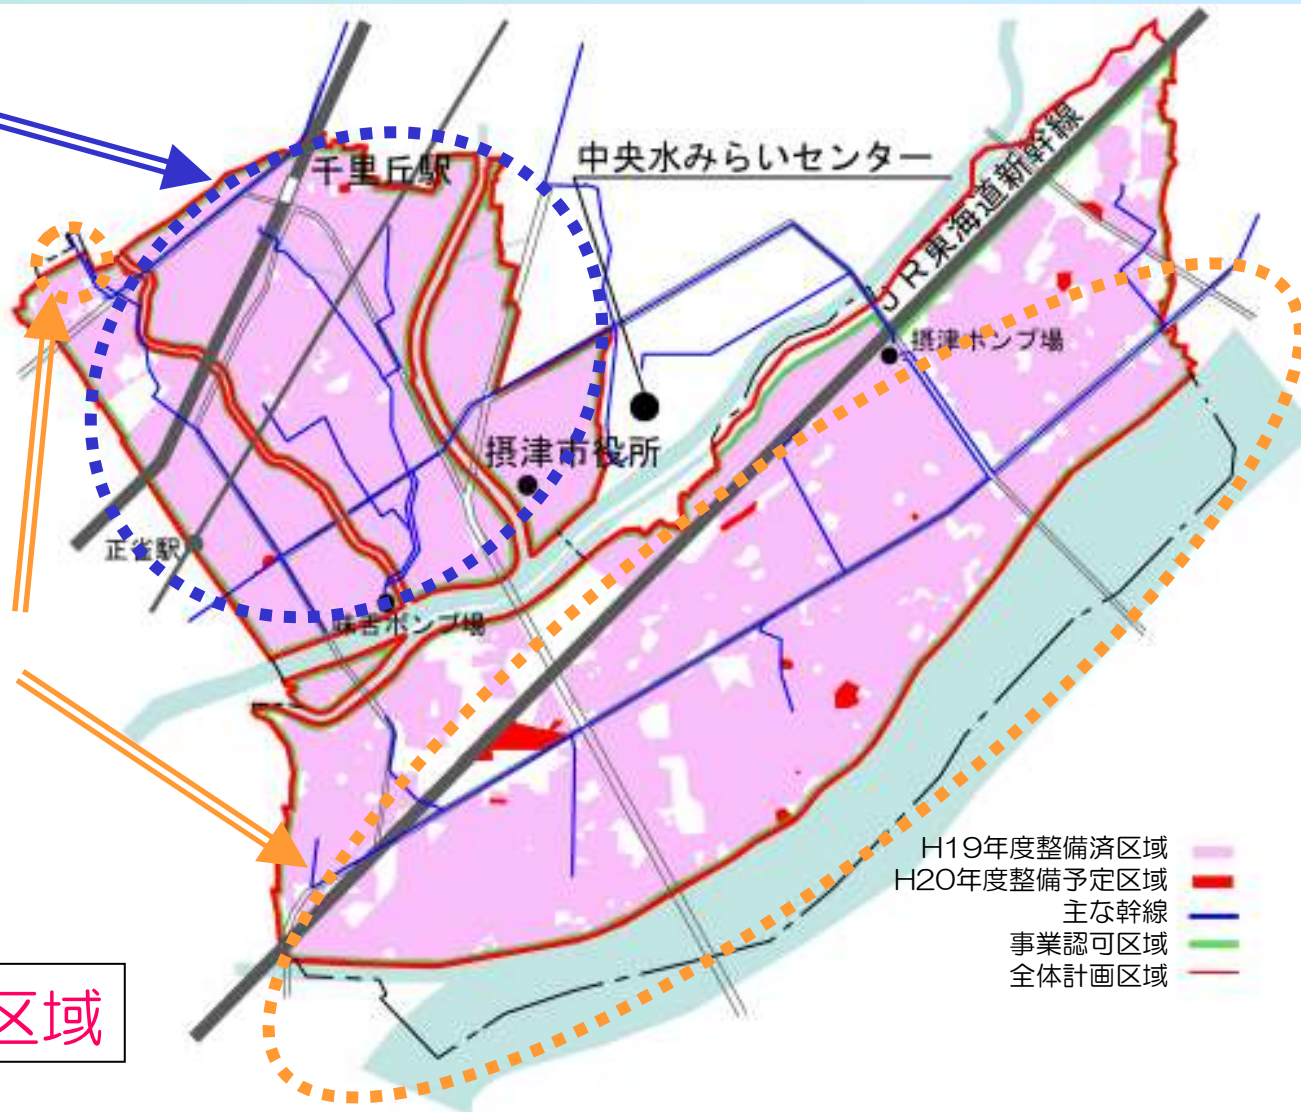 千里丘駅
中央水みらいセンター
JR東海道新幹線
摂津ポンプ場
摂津市役所
正雀駅
味舌ポンプ場
H19年度整備済区域
H20年度整備予定区域
主な幹線
事業認可区域
全体計画区域
区域